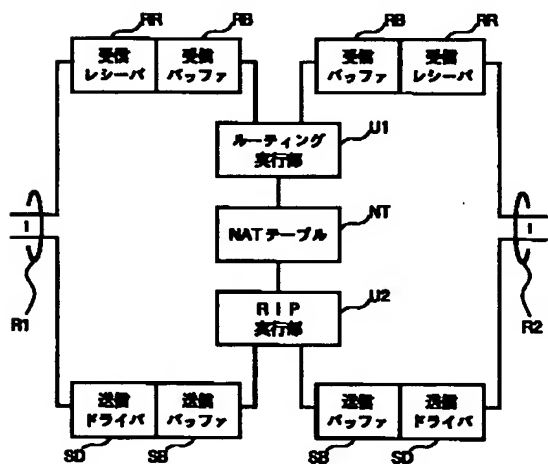 RR RB RB RR
受信 受信 受信 受信
レシーバ バッファ バッファ レシーバ
U1
ルーティング
実行部
NT
NATテーブル
I I
U2
RIP
実行部
R1 R2
送信 送信 送信 送信
ドライバ バッファ バッファ ドライバ
SD SB SB SD